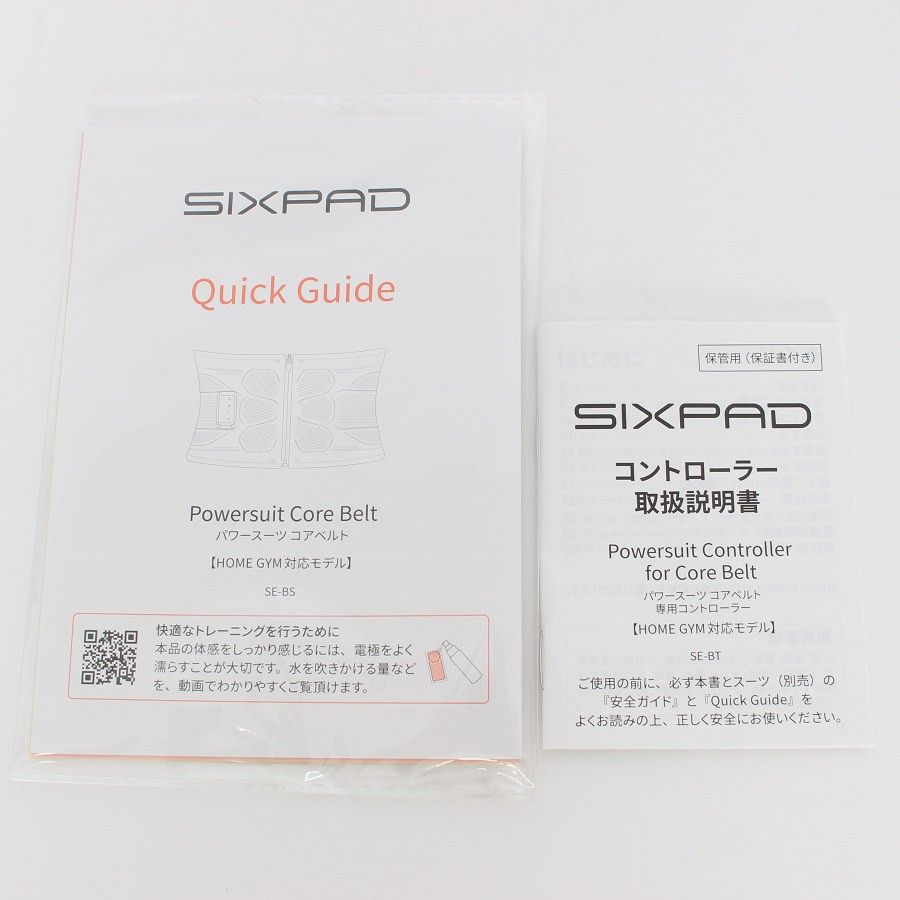 SIXPAD
Quick Guide
Powersuit Core Belt
パワースーツ コアベルト
【HOME GYM 対応モデル】
SE-BS
快適なトレーニングを行うために
本品の体感をしっかり感じるには、電極をよく
濡らすことが大切です。水を吹きかける量など
を、動画でわかりやすくご覧頂けます。
保管用(保証書付き)
SIXPAD
コントローラー
取扱説明書
Powersuit Controller
for Core Belt
パワースーツ コアベルト
専用コントローラー
【HOME GYM 対応モデル】
SE-BT
ご使用の前に、必ず本書とスーツ(別売)の
『安全ガイド』と『Quick Guide』を
よくお読みの上、正しく安全にお使いください。